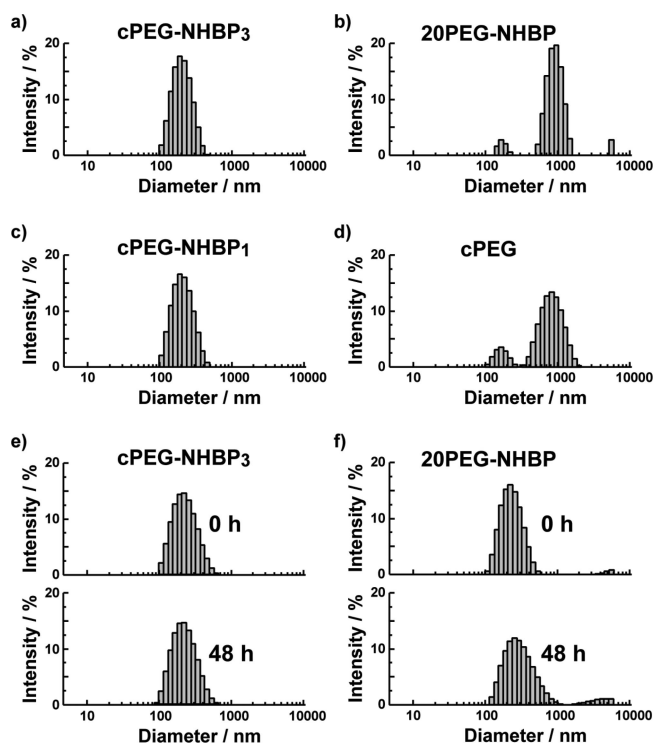 a)
cPEG-NHBP3
Intensity / %
20
10
0
10
100
1000
10000
Diameter / nm
b)
20PEG-NHBP
Intensity / %
20
10
0
10
100
1000
10000
Diameter / nm
c)
cPEG-NHBP1
Intensity / %
20
10
0
10
100
1000
10000
Diameter / nm
d)
cPEG
Intensity / %
20
10
0
10
100
1000
10000
Diameter / nm
e)
cPEG-NHBP3
Intensity / %
20
10
0
0 h
Intensity / %
20
10
0
48 h
10
100
1000
10000
Diameter / nm
f)
20PEG-NHBP
Intensity / %
20
10
0
0 h
Intensity / %
20
10
0
48 h
10
100
1000
10000
Diameter / nm